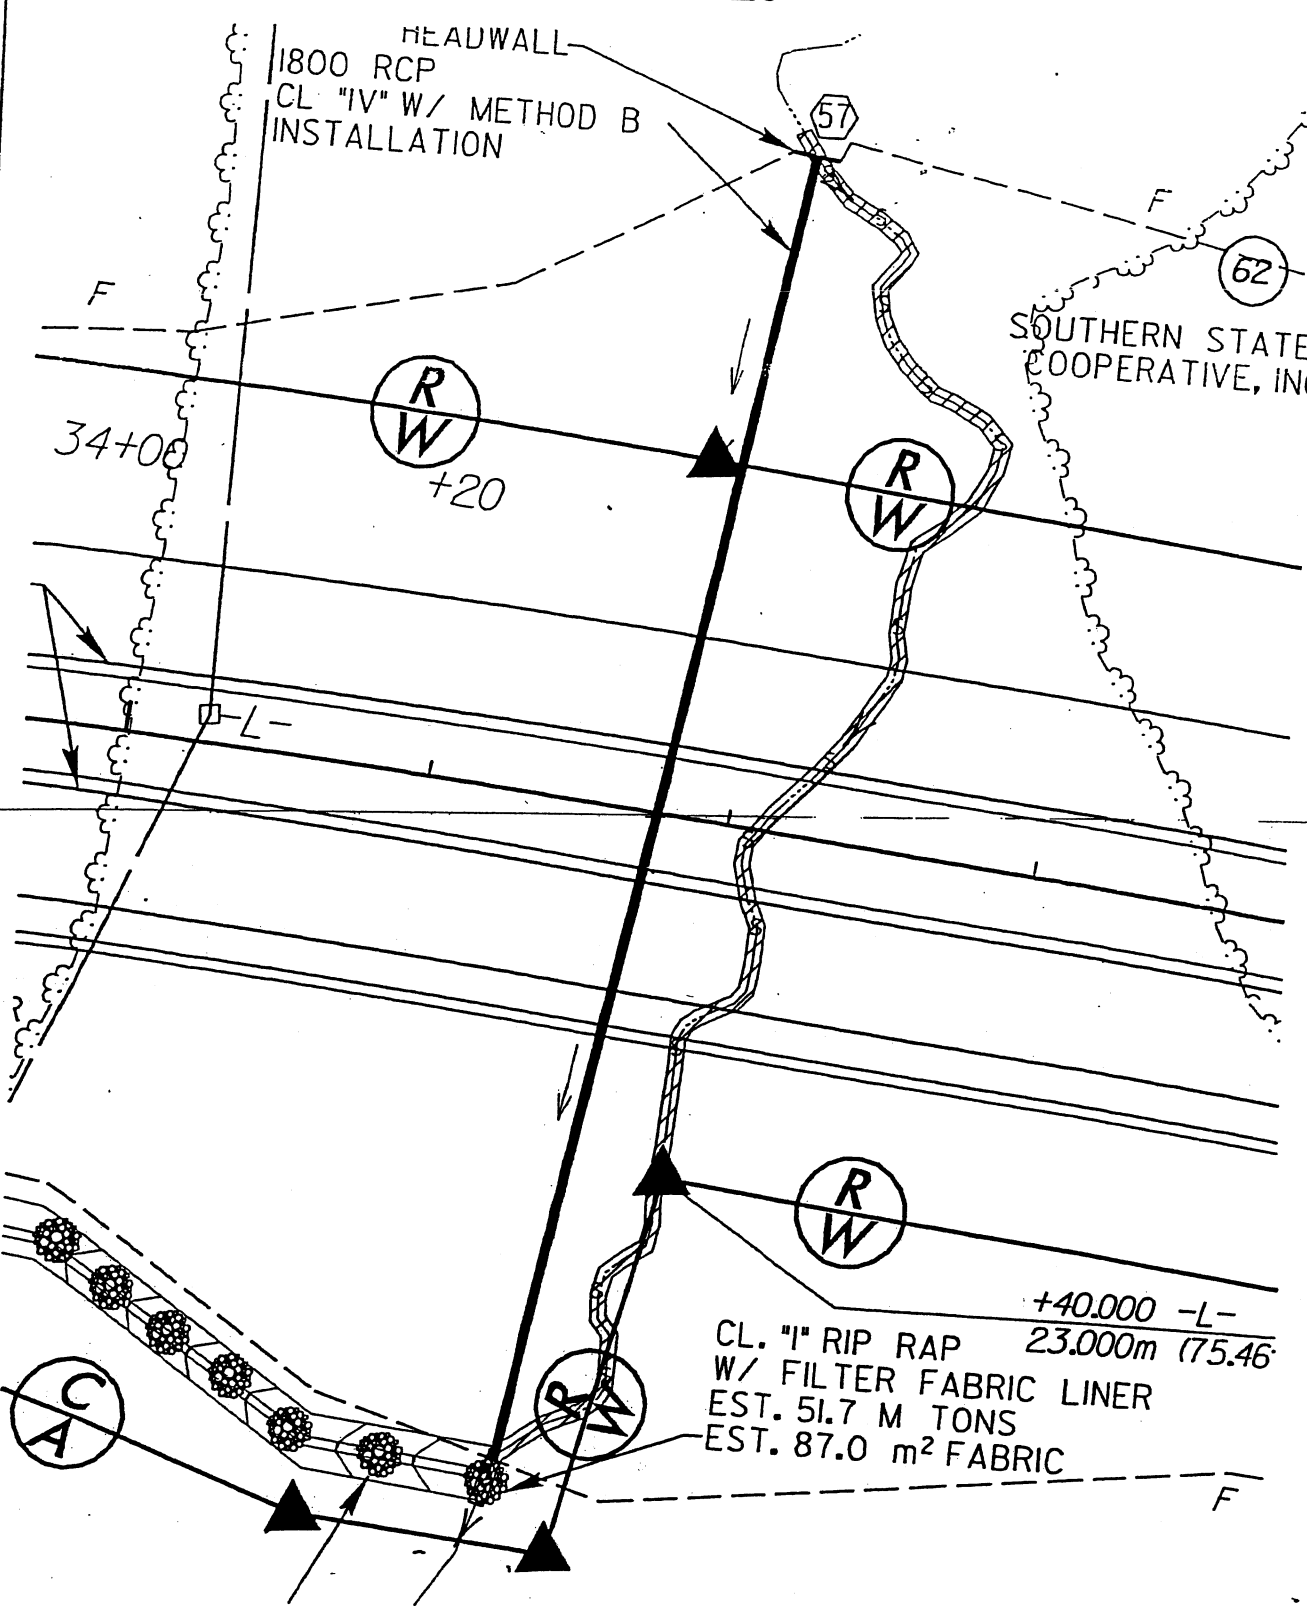 HEADWALL
1800 RCP
CL "IV" W/ METHOD B
INSTALLATION
57
F
62
SOUTHERN STATE
COOPERATIVE, INC
F
R
W
34+00
+20
R
W
-L-
R
W
+40.000 -L-
23.000m (75.46
CL. "I" RIP RAP
W/ FILTER FABRIC LINER
EST. 51.7 M TONS
EST. 87.0 m² FABRIC
R
W
C
A
F